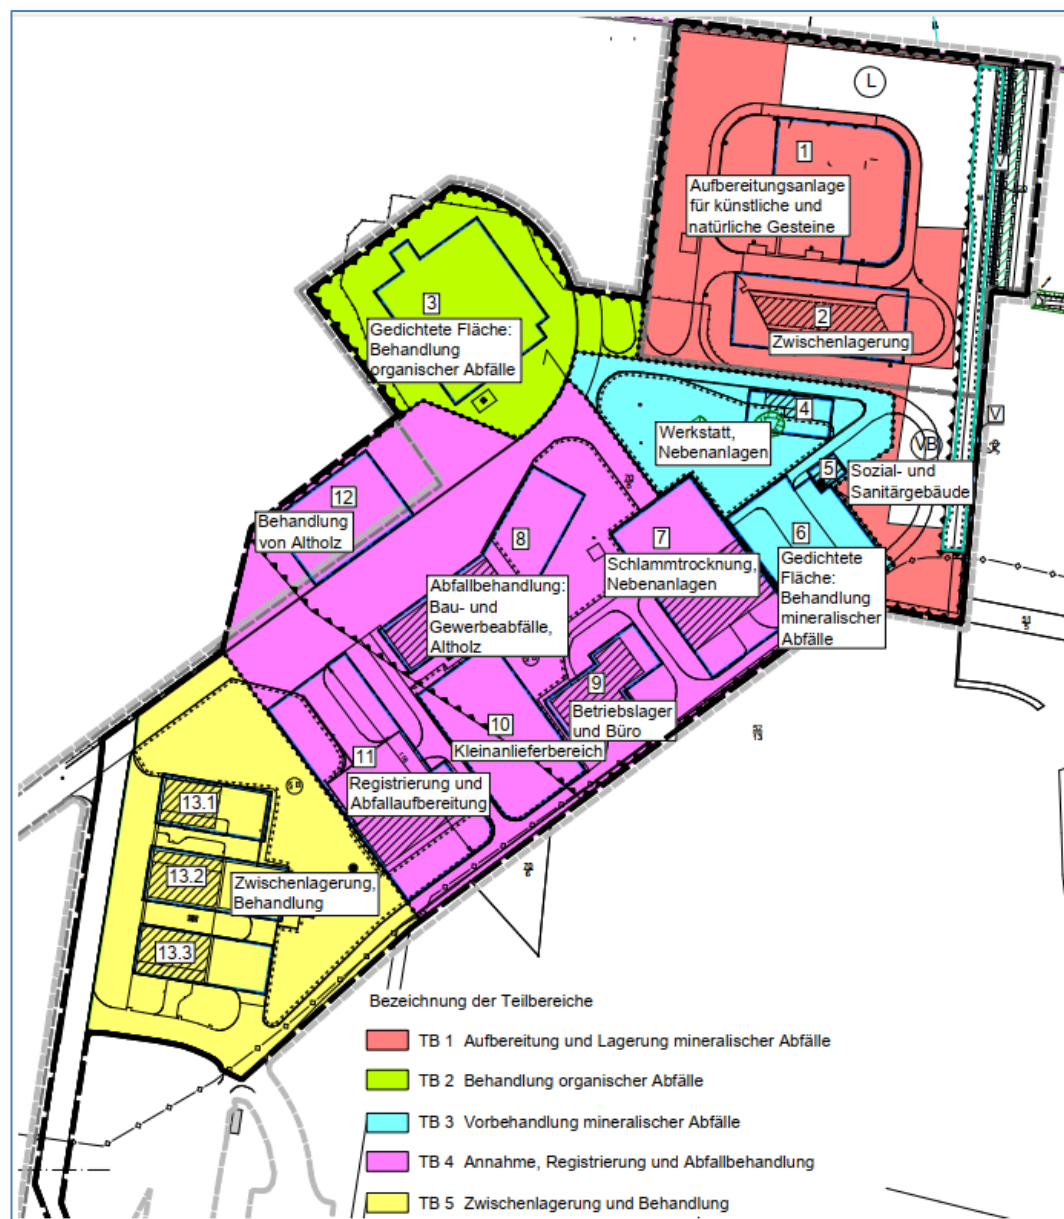 L
1
Aufbereitungsanlage
für künstliche und
natürliche Gesteine
V
2
Zwischenlagerung
3
Gedichtete Fläche:
Behandlung
organischer Abfälle
4
Werkstatt,
Nebenanlagen
V
VB
5
Sozial- und
Sanitärgebäude
12
Behandlung
von Altholz
8
7
Schlammtrocknung,
Nebenanlagen
6
Gedichtete
Fläche:
Behandlung
mineralischer
Abfälle
Abfallbehandlung:
Bau- und
Gewerbeabfälle,
Altholz
9
Betriebslager
und Büro
10
Kleinanlieferbereich
11
Registrierung und
Abfallaufbereitung
13.1
13.2
Zwischenlagerung,
Behandlung
13.3
Bezeichnung der Teilbereiche
TB 1 Aufbereitung und Lagerung mineralischer Abfälle
TB 2 Behandlung organischer Abfälle
TB 3 Vorbehandlung mineralischer Abfälle
TB 4 Annahme, Registrierung und Abfallbehandlung
TB 5 Zwischenlagerung und Behandlung